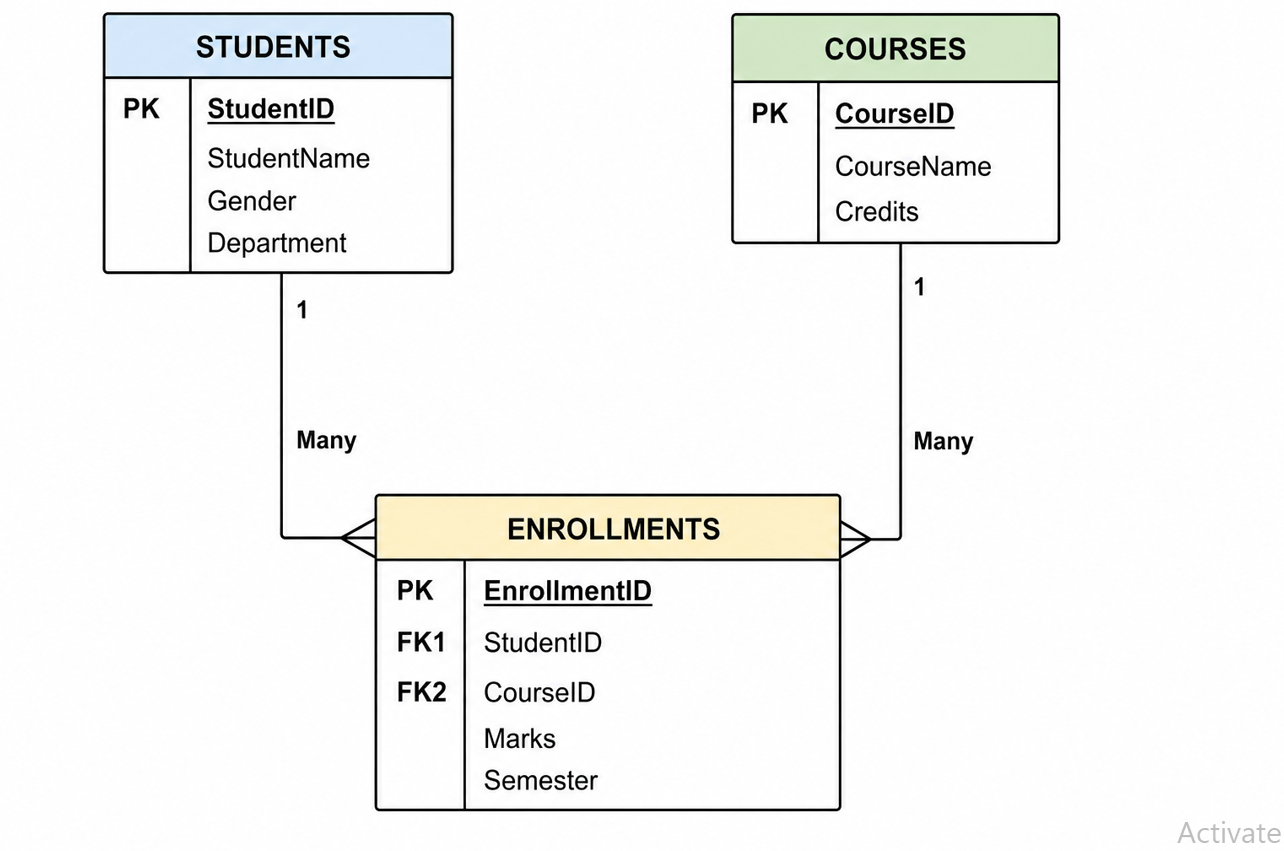 STUDENTS
PK StudentID
StudentName
Gender
Department
1
Many
COURSES
PK CourseID
CourseName
Credits
1
Many
ENROLLMENTS
PK EnrollmentID
FK1 StudentID
FK2 CourseID
Marks
Semester
Activate